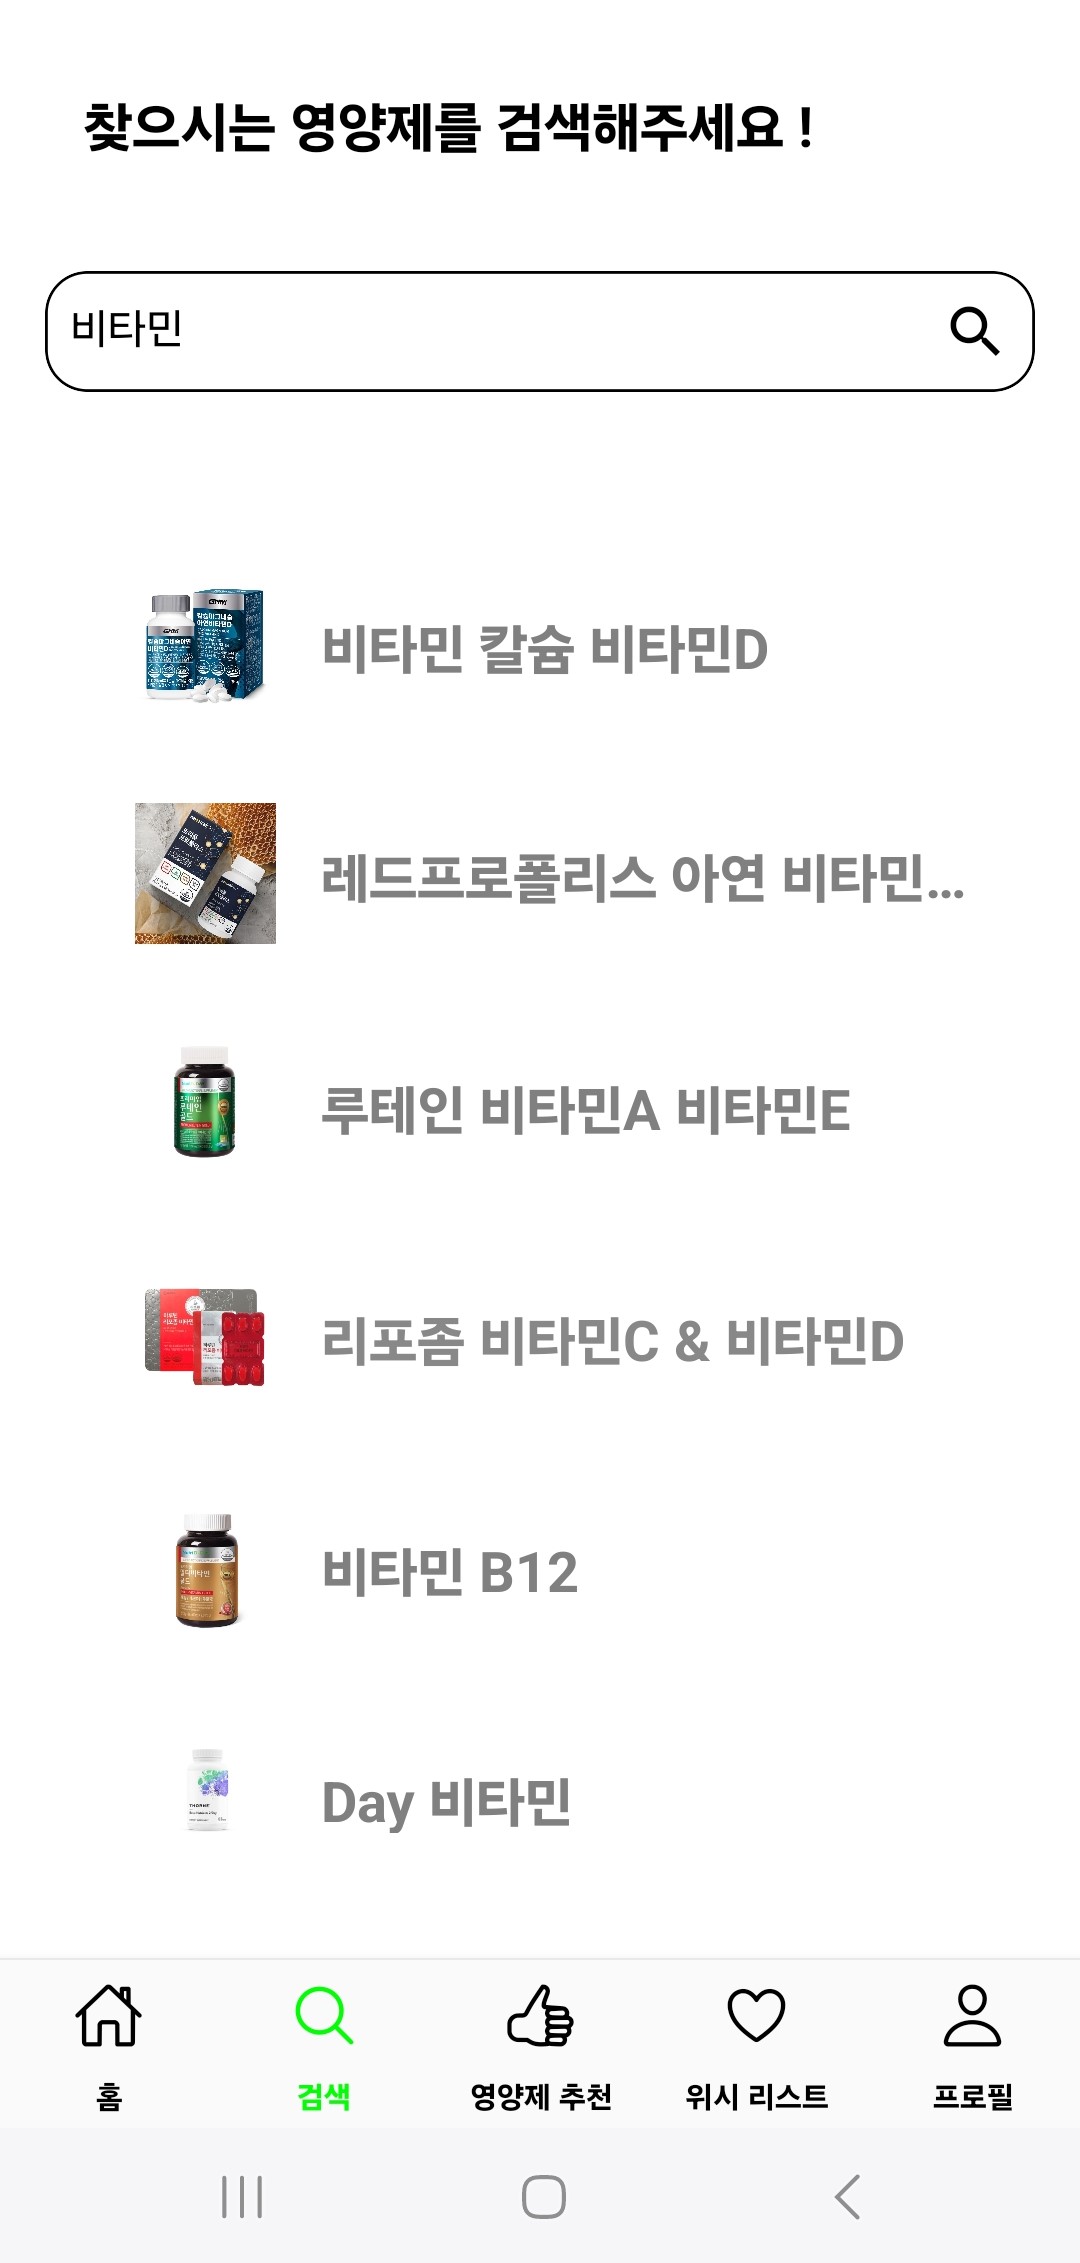 찾으시는 영양제를 검색해주세요 !
비타민
비타민 칼슘 비타민D
레드프로폴리스 아연 비타민...
루테인 비타민A 비타민E
리포좀 비타민C & 비타민D
비타민 B12
Day 비타민
홈
검색
영양제 추천
위시 리스트
프로필